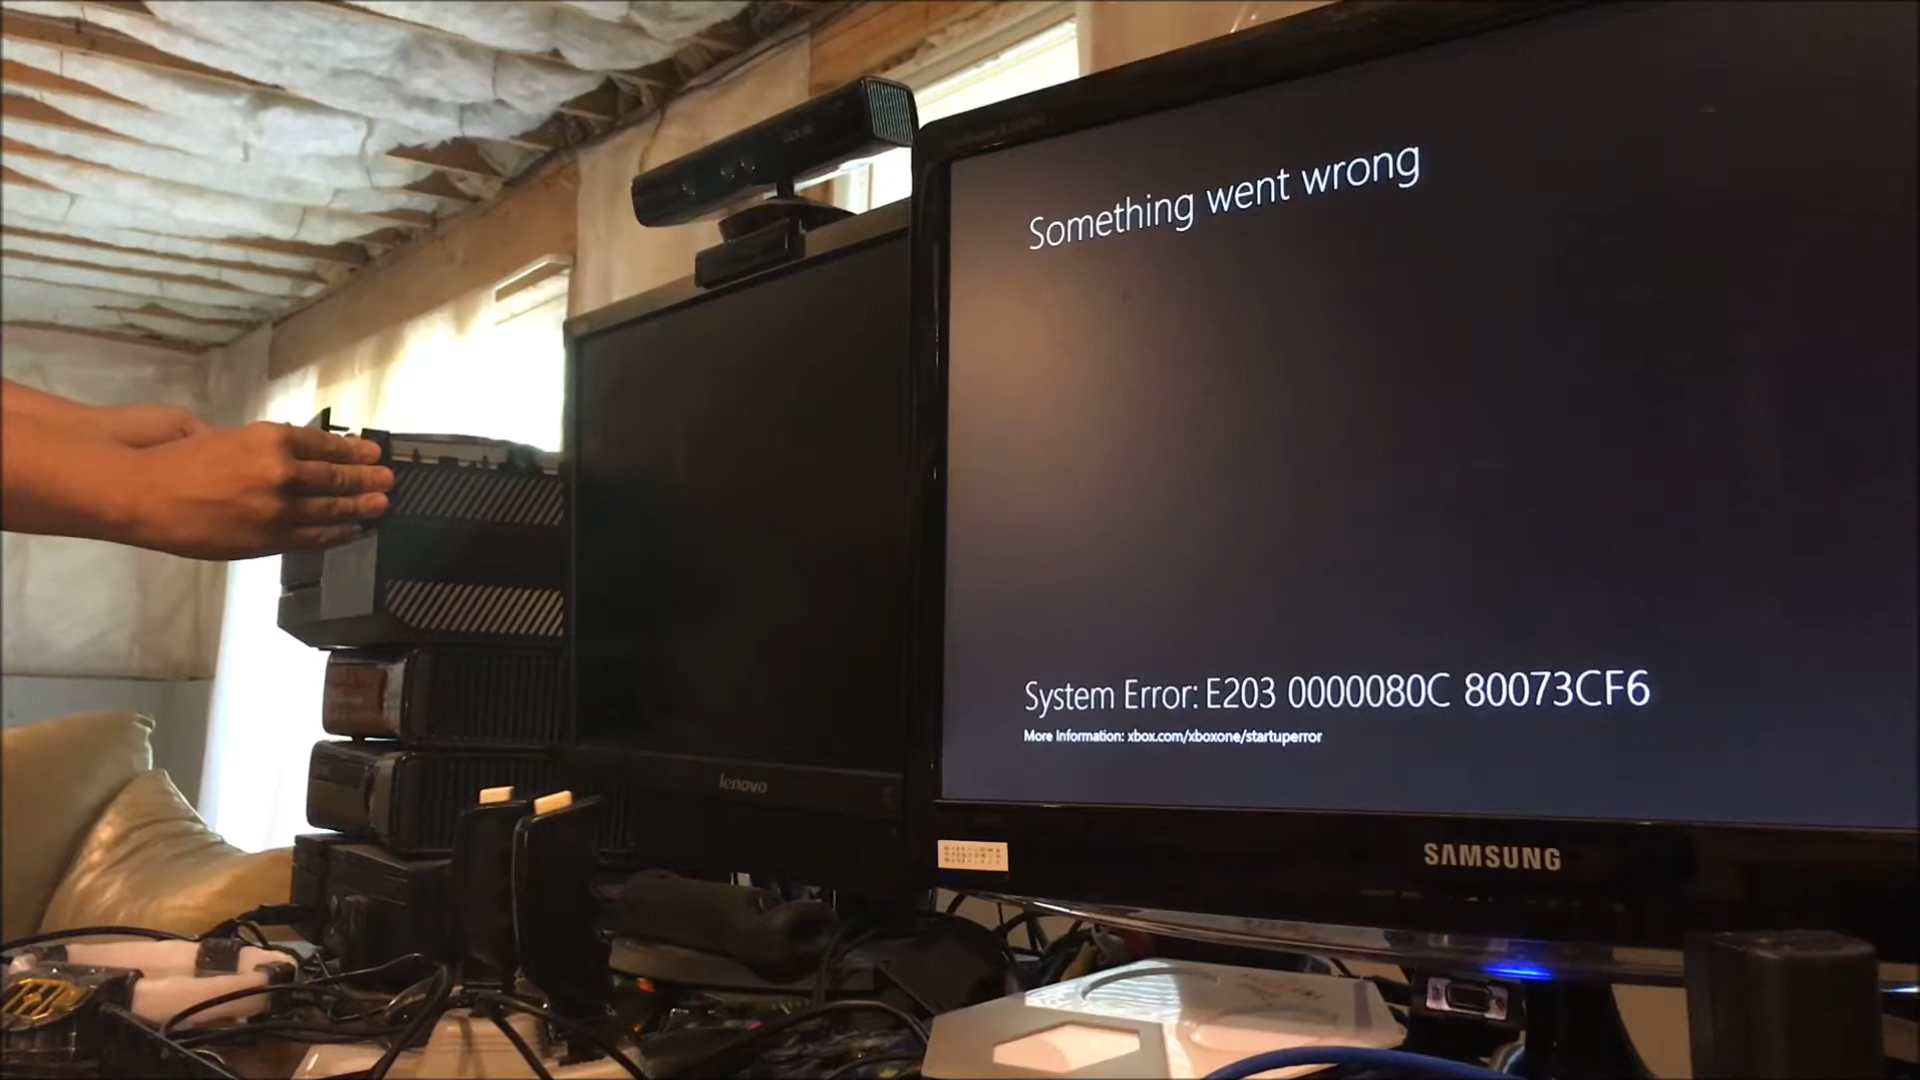 Something went wrong
System Error: E203 0000080C 80073CF6
More Information: xbox.com/xboxone/startuperror
lenovo
SAMSUNG